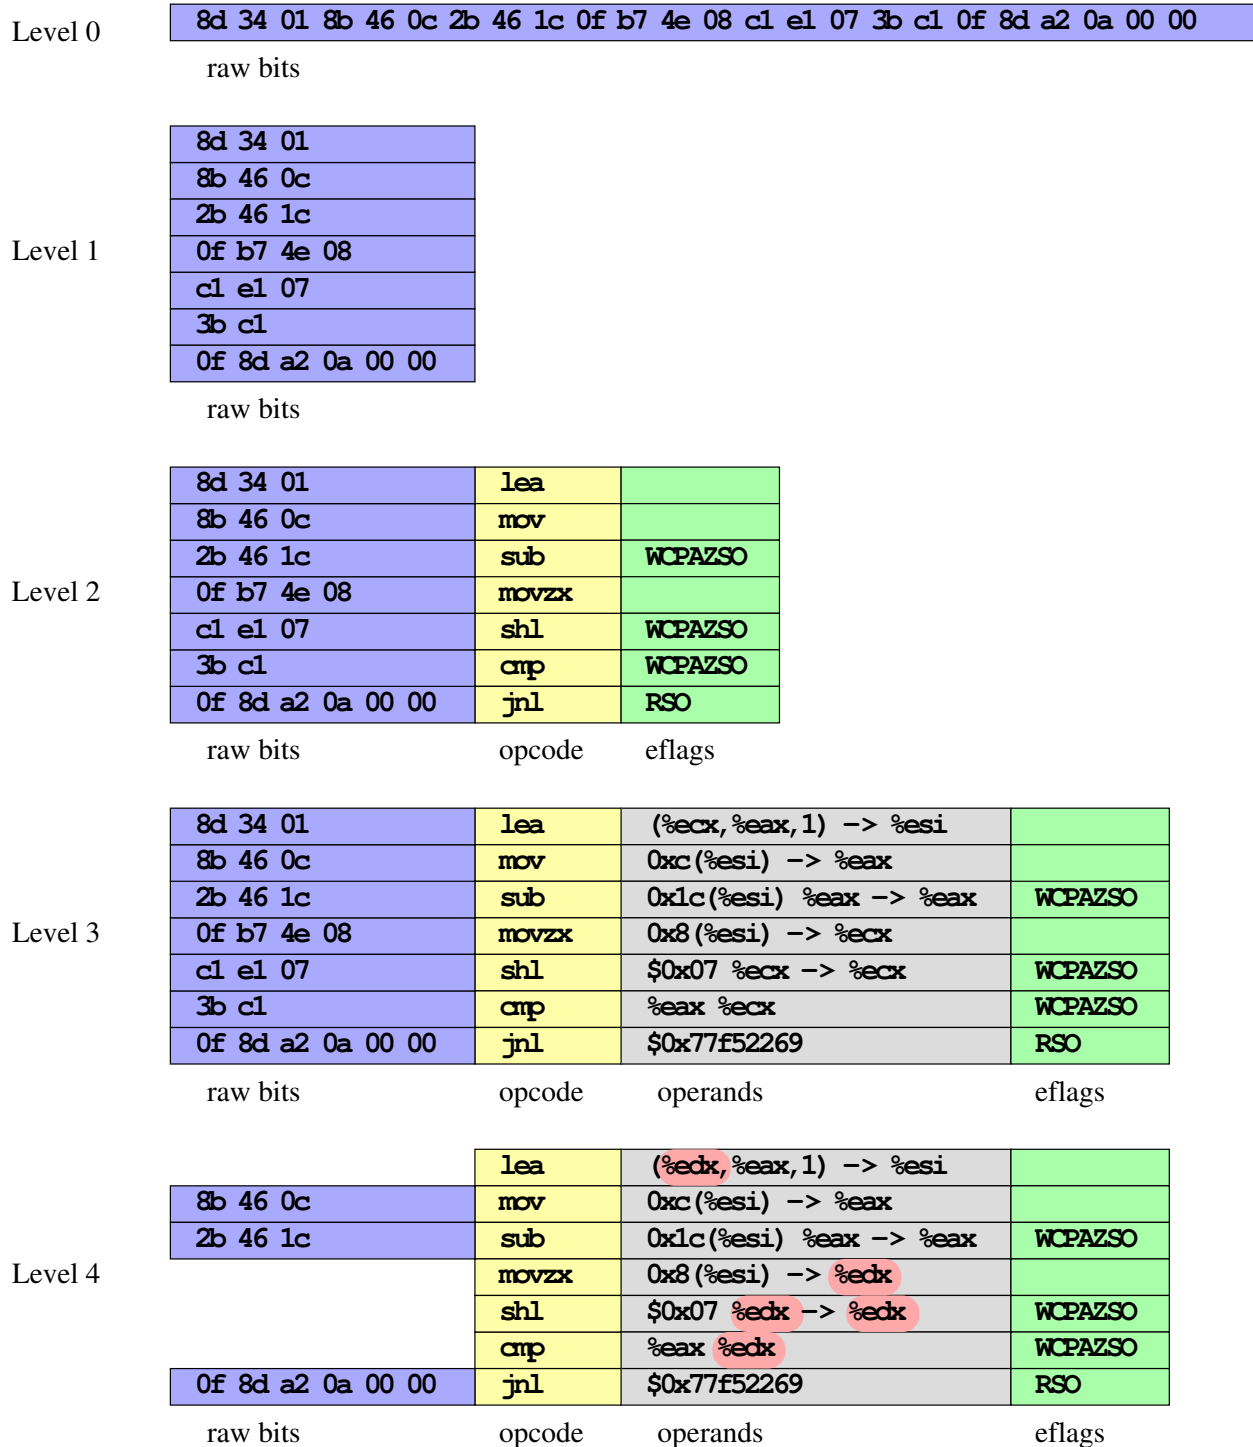 Level 0 8d 34 01 8b 46 0c 2b 46 1c 0f b7 4e 08 c1 e1 07 3b c1 0f 8d a2 0a 00 00
raw bits
8d 34 01
8b 46 0c
2b 46 1c
Level 1 0f b7 4e 08
c1 e1 07
3b c1
0f 8d a2 0a 00 00
raw bits
8d 34 01 lea
8b 46 0c mov
2b 46 1c sub WCPAZSO
Level 2 0f b7 4e 08 movzx
c1 e1 07 shl WCPAZSO
3b c1 cmp WCPAZSO
0f 8d a2 0a 00 00 jnl RSO
raw bits opcode eflags
8d 34 01 lea (%ecx,%eax,1) -> %esi
8b 46 0c mov 0xc(%esi) -> %eax
2b 46 1c sub 0x1c(%esi) %eax -> %eax WCPAZSO
Level 3 0f b7 4e 08 movzx 0x8(%esi) -> %ecx
c1 e1 07 shl $0x07 %ecx -> %ecx WCPAZSO
3b c1 cmp %eax %ecx WCPAZSO
0f 8d a2 0a 00 00 jnl $0x77f52269 RSO
raw bits opcode operands eflags
lea (%edx,%eax,1) -> %esi
8b 46 0c mov 0xc(%esi) -> %eax
2b 46 1c sub 0x1c(%esi) %eax -> %eax WCPAZSO
Level 4 movzx 0x8(%esi) -> %edx
shl $0x07 %edx -> %edx WCPAZSO
cmp %eax %edx WCPAZSO
0f 8d a2 0a 00 00 jnl $0x77f52269 RSO
raw bits opcode operands eflags